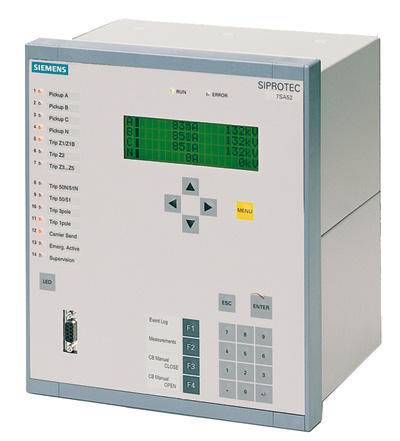 SIEMENS
RUN
ERROR
SIPROTEC
7SA52
1 Pickup A
2 Pickup B
3 Pickup C
4 Pickup N
5 Trip Z1/Z1B
6 Trip Z2
7 Trip Z3...Z5
8 Trip 50N/51N
9 Trip 50/51
10 Trip 3pole
11 Trip 1pole
12 Carrier Send
13 Emerg. Active
14 Supervision
A 132kV
B 132kV
C 132kV
N 0A 0kV
MENU
LED
ESC
ENTER
Event Log F1
Measurements F2
CB Manual
CLOSE F3
CB Manual
OPEN F4
7 8 9
4 5 6
1 2 3
0 +/-